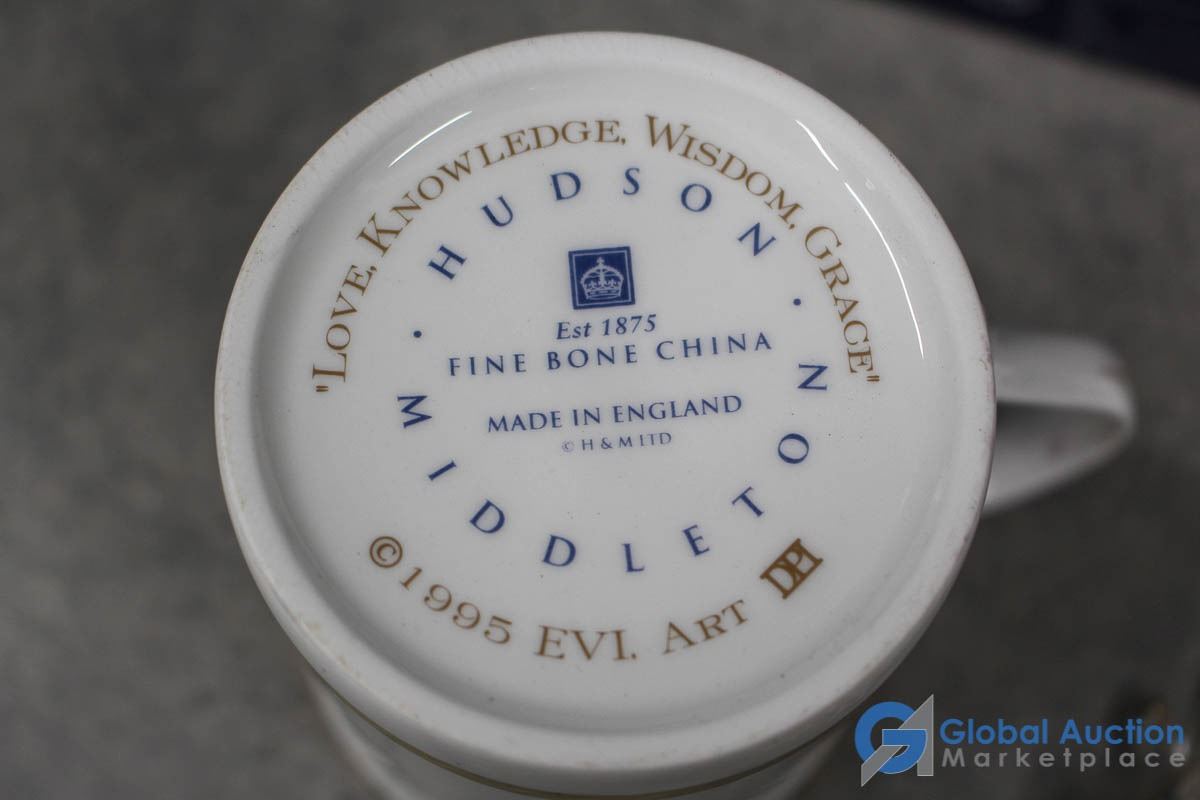 "LOVE, KNOWLEDGE, WISDOM, GRACE"
HUDSON
Est 1875
FINE BONE CHINA
MADE IN ENGLAND
© H & M LTD
· MIDDLETON ·
©1995 EVI. ART DPI
Global Auction
Marketplace